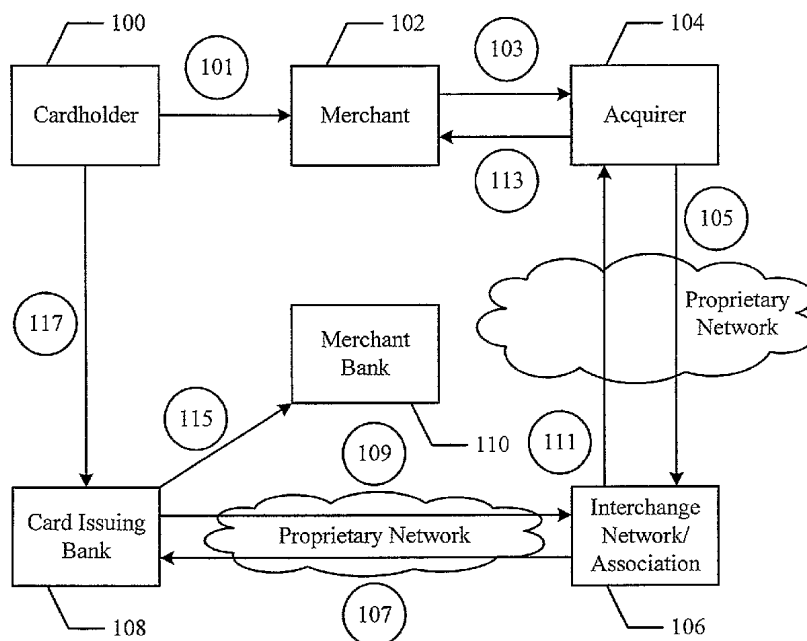 100
102
104
101
103
Cardholder
Merchant
Acquirer
113
105
Proprietary
Network
117
Merchant
Bank
115
110
111
109
Card Issuing
Bank
Proprietary Network
Interchange
Network/
Association
107
108
106